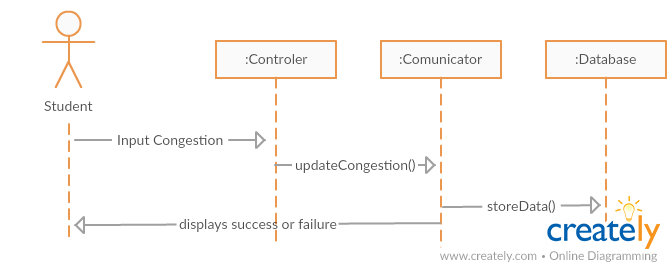 :Controler
:Comunicator
:Database
Student
Input Congestion
updateCongestion()
storeData()
displays success or failure
creately
www.creately.com • Online Diagramming